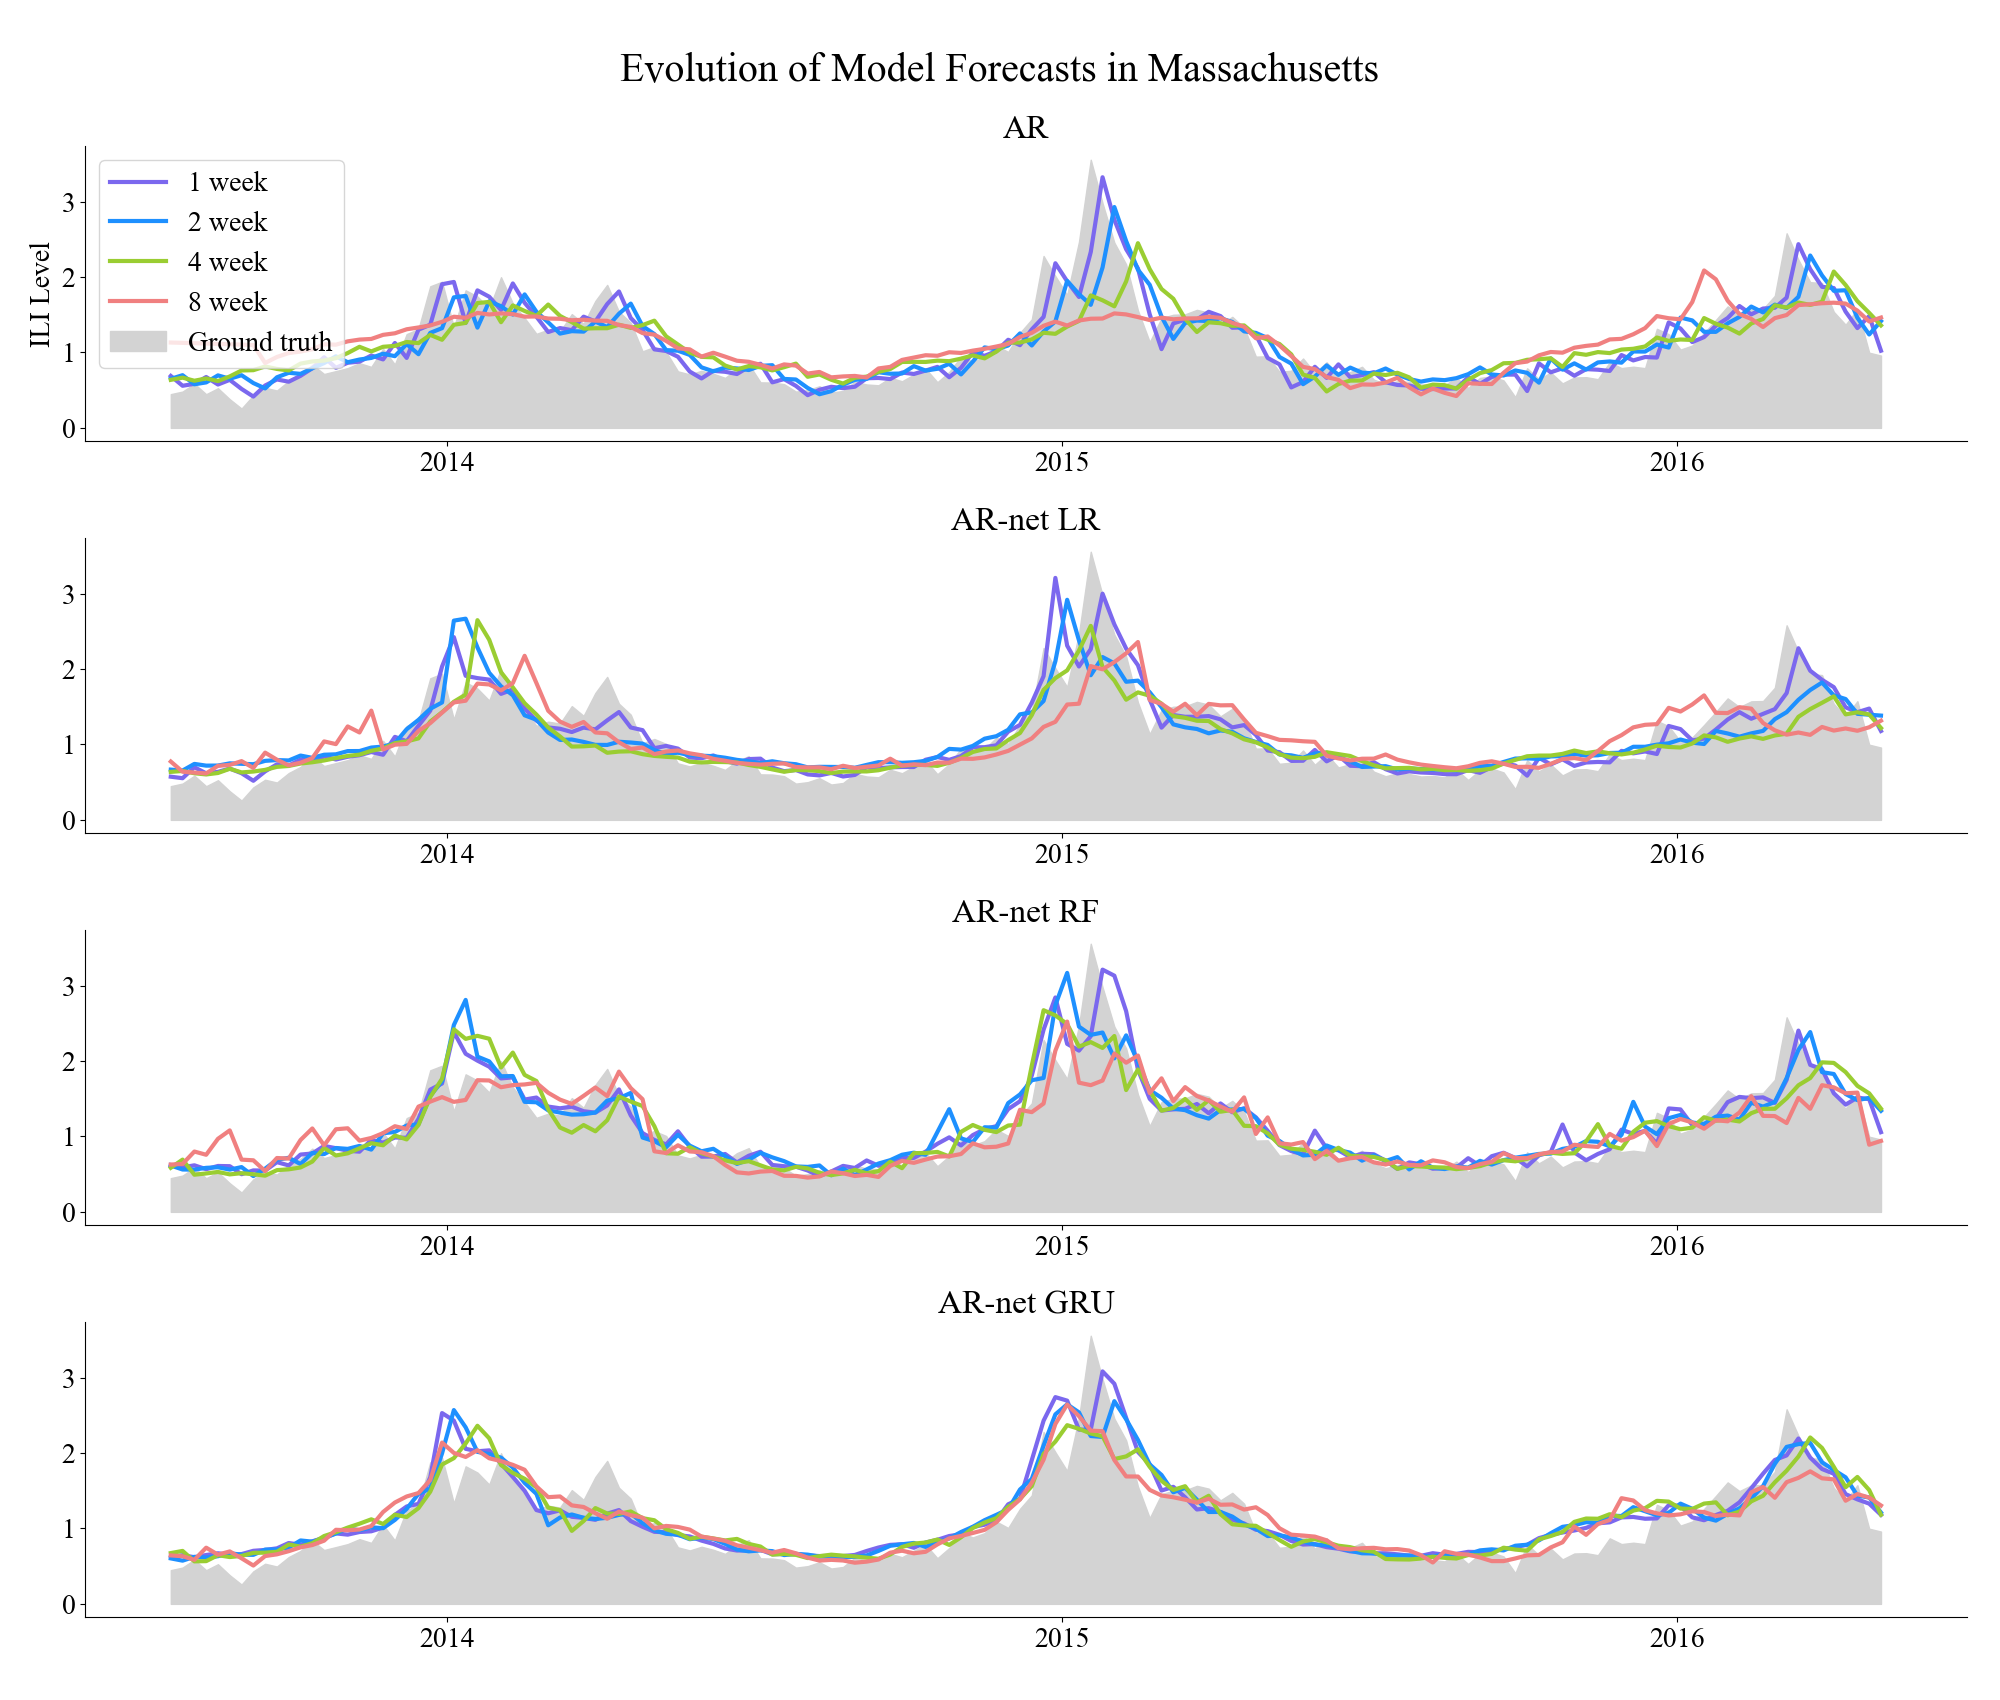 Evolution of Model Forecasts in Massachusetts
AR
ILI Level
3
2
1
0
1 week
2 week
4 week
8 week
Ground truth
2014
2015
2016
AR-net LR
3
2
1
0
2014
2015
2016
AR-net RF
3
2
1
0
2014
2015
2016
AR-net GRU
3
2
1
0
2014
2015
2016